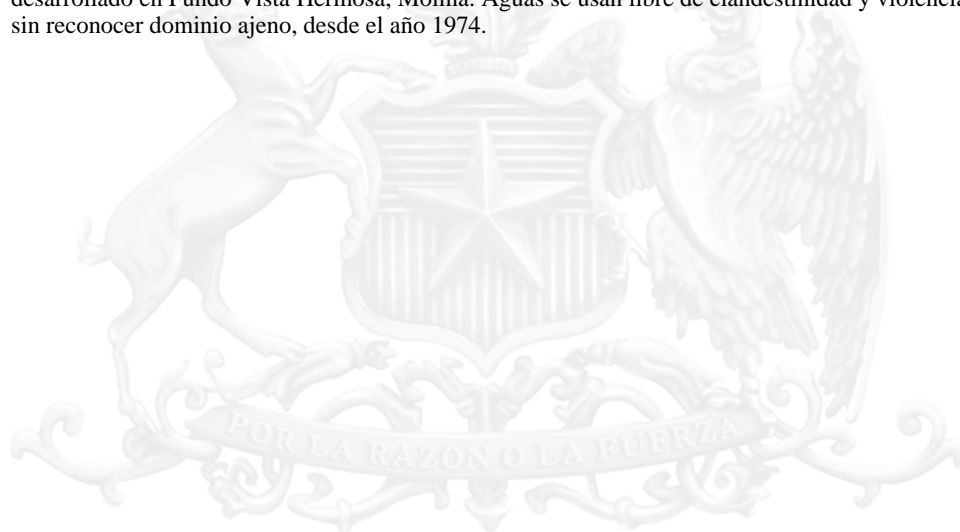 desarrollado en Fundo Vista Hermosa, Molina. Aguas se usan libre de clandestinidad y violencia
sin reconocer dominio ajeno, desde el año 1974.
POR LA RAZON O LA FUERZA